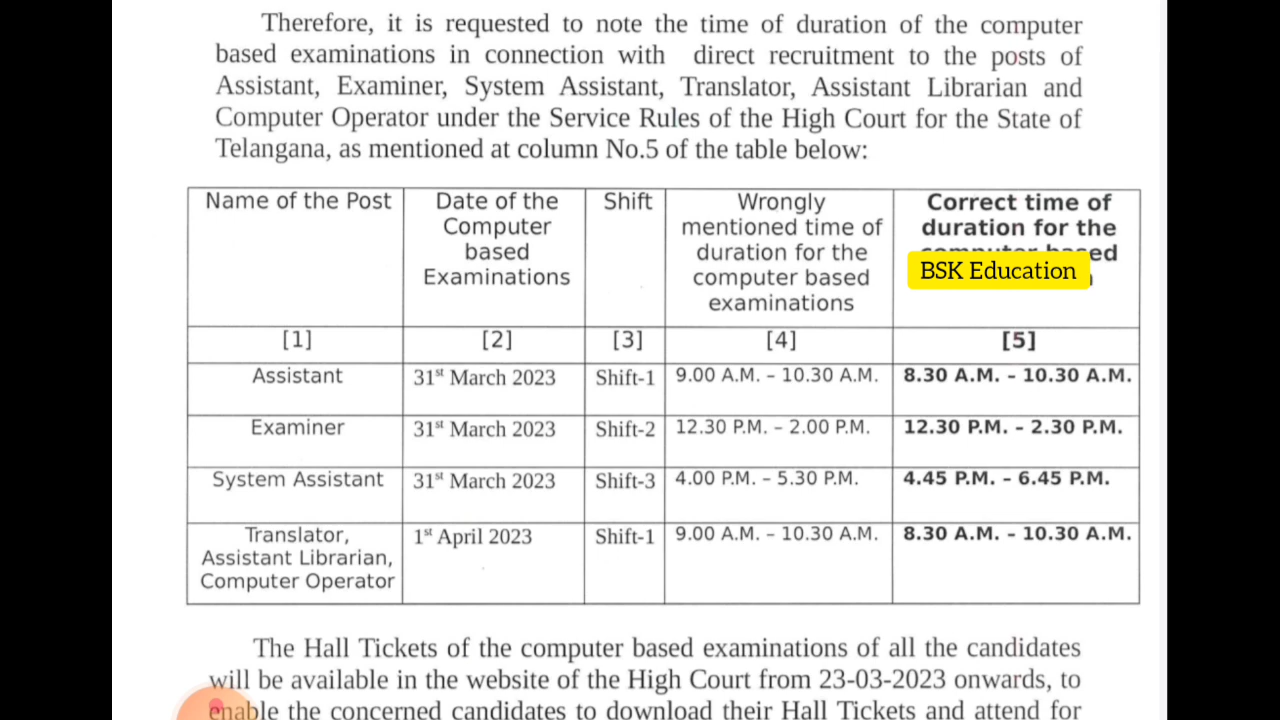 Therefore, it is requested to note the time of duration of the computer
based examinations in connection with direct recruitment to the posts of
Assistant, Examiner, System Assistant, Translator, Assistant Librarian and
Computer Operator under the Service Rules of the High Court for the State of
Telangana, as mentioned at column No.5 of the table below:
Name of the Post
Date of the
Computer
based
Examinations
Shift
Wrongly
mentioned time of
duration for the
computer based
examinations
Correct time of
duration for the
computer based
BSK Education
[1] [2] [3] [4] [5]
Assistant 31st March 2023 Shift-1 9.00 A.M. – 10.30 A.M. 8.30 A.M. – 10.30 A.M.
Examiner 31st March 2023 Shift-2 12.30 P.M. – 2.00 P.M. 12.30 P.M. – 2.30 P.M.
System Assistant 31st March 2023 Shift-3 4.00 P.M. – 5.30 P.M. 4.45 P.M. – 6.45 P.M.
Translator, 1st April 2023 Shift-1 9.00 A.M. – 10.30 A.M. 8.30 A.M. – 10.30 A.M.
Assistant Librarian,
Computer Operator
The Hall Tickets of the computer based examinations of all the candidates
will be available in the website of the High Court from 23-03-2023 onwards, to
enable the concerned candidates to download their Hall Tickets and attend for